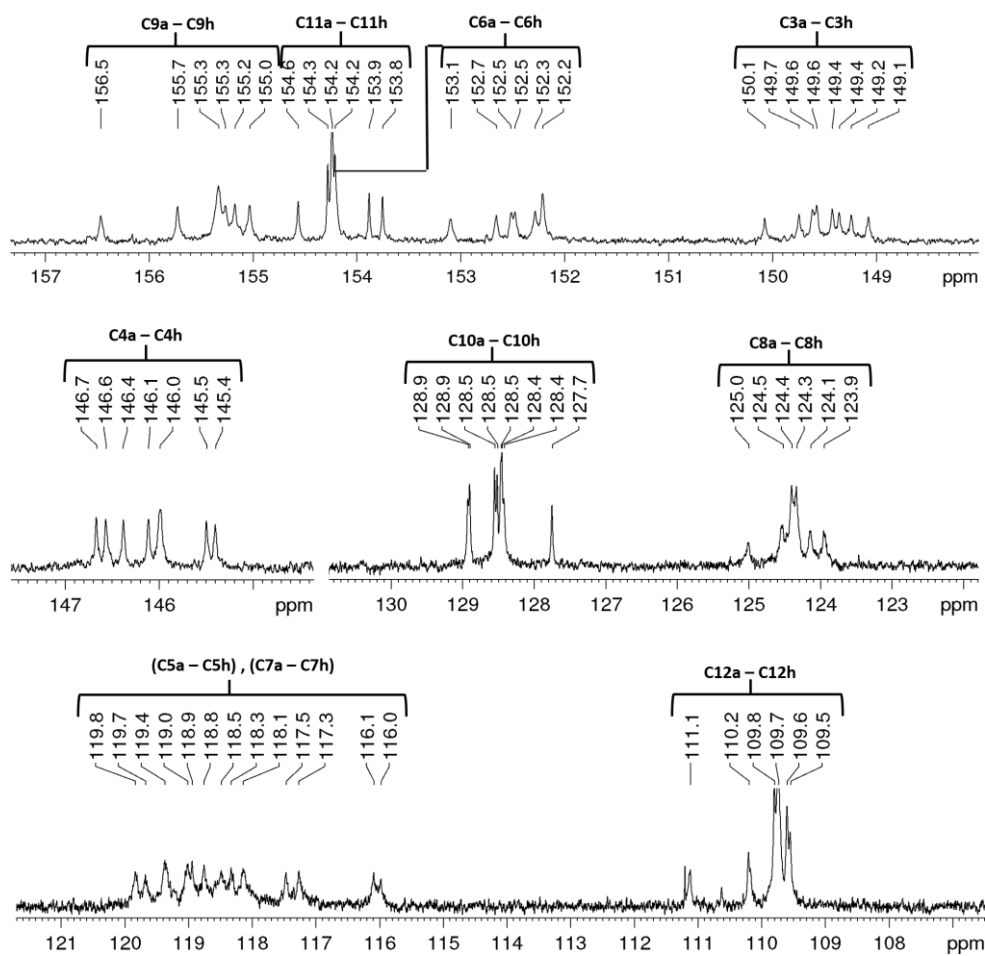 C9a – C9h C11a – C11h C6a – C6h C3a – C3h
156.5 155.7 155.3 155.3 155.2 155.0 154.6 154.3 154.2 154.2 153.9 153.8 153.1 152.7 152.5 152.5 152.3 152.2 150.1 149.7 149.6 149.6 149.4 149.4 149.2 149.1
157 156 155 154 153 152 151 150 149 ppm
C4a – C4h C10a – C10h C8a – C8h
146.7 146.6 146.4 146.1 146.0 145.5 145.4 128.9 128.9 128.5 128.5 128.5 128.4 128.4 127.7 125.0 124.5 124.4 124.3 124.1 123.9
147 146 ppm 130 129 128 127 126 125 124 123 ppm
(C5a – C5h) , (C7a – C7h) C12a – C12h
119.8 119.7 119.4 119.0 118.9 118.8 118.5 118.3 118.1 117.5 117.3 116.1 116.0 111.1 110.2 109.8 109.7 109.6 109.5
121 120 119 118 117 116 115 114 113 112 111 110 109 108 ppm